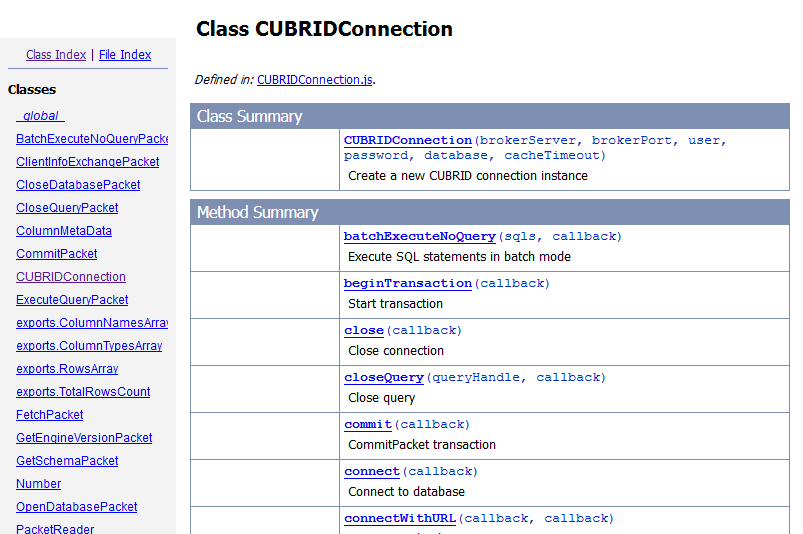 Class Index | File Index
Classes
_global_
BatchExecuteNoQueryPacke
ClientInfoExchangePacket
CloseDatabasePacket
CloseQueryPacket
ColumnMetaData
CommitPacket
CUBRIDConnection
ExecuteQueryPacket
exports.ColumnNamesArray
exports.ColumnTypesArray
exports.RowsArray
exports.TotalRowsCount
FetchPacket
GetEngineVersionPacket
GetSchemaPacket
Number
OpenDatabasePacket
PacketReader
Class CUBRIDConnection
Defined in: CUBRIDConnection.js.
Class Summary
CUBRIDConnection(brokerServer, brokerPort, user,
password, database, cacheTimeout)
Create a new CUBRID connection instance
Method Summary
batchExecuteNoQuery(sqls, callback)
Execute SQL statements in batch mode
beginTransaction(callback)
Start transaction
close(callback)
Close connection
closeQuery(queryHandle, callback)
Close query
commit(callback)
CommitPacket transaction
connect(callback)
Connect to database
connectWithURL(callback, callback)